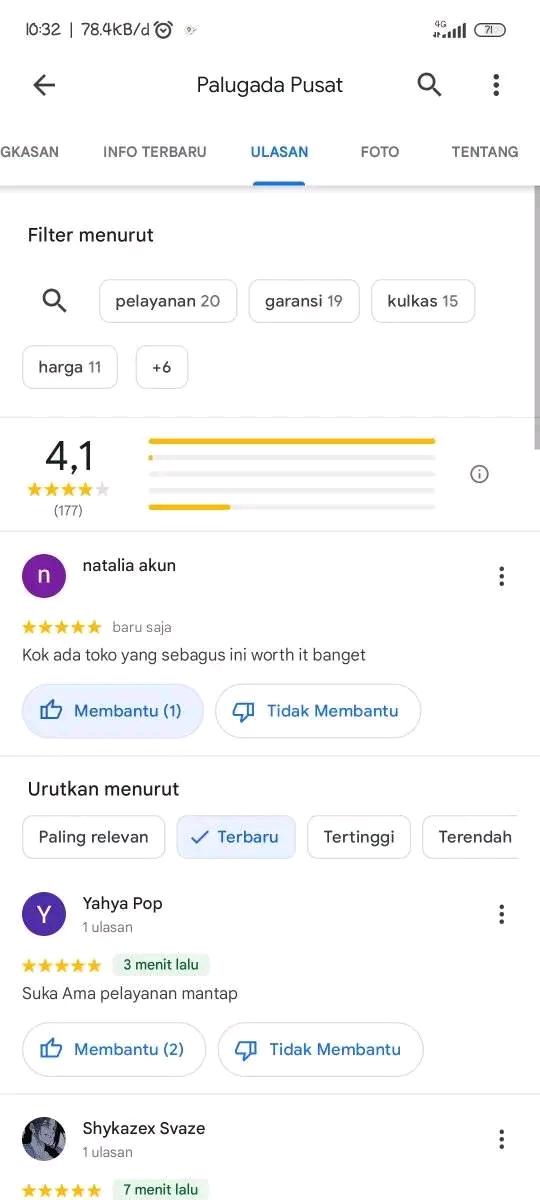 10:32 | 78.4kB/d
4G
71
Palugada Pusat
GKASAN INFO TERBARU ULASAN FOTO TENTANG
Filter menurut
pelayanan 20 garansi 19 kulkas 15
harga 11 +6
4,1
(177)
n natalia akun
baru saja
Kok ada toko yang sebagus ini worth it banget
Membantu (1) Tidak Membantu
Urutkan menurut
Paling relevan Terbaru Tertinggi Terendah
Y Yahya Pop
1 ulasan
3 menit lalu
Suka Ama pelayanan mantap
Membantu (2) Tidak Membantu
Shykazex Svaze
1 ulasan
7 menit lalu